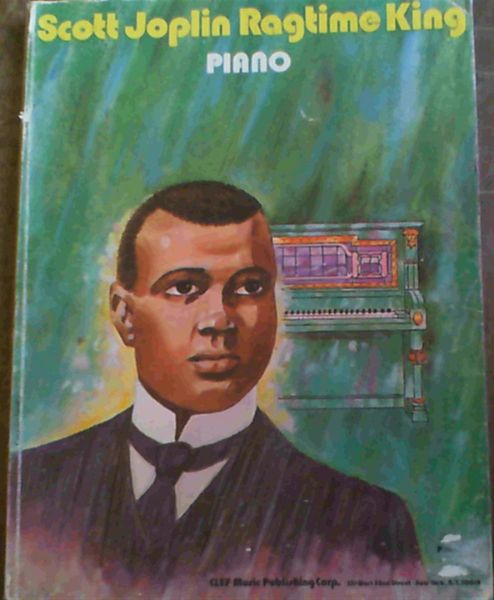 Scott Joplin Ragtime King
PIANO
CLEF Music Publishing Corp.